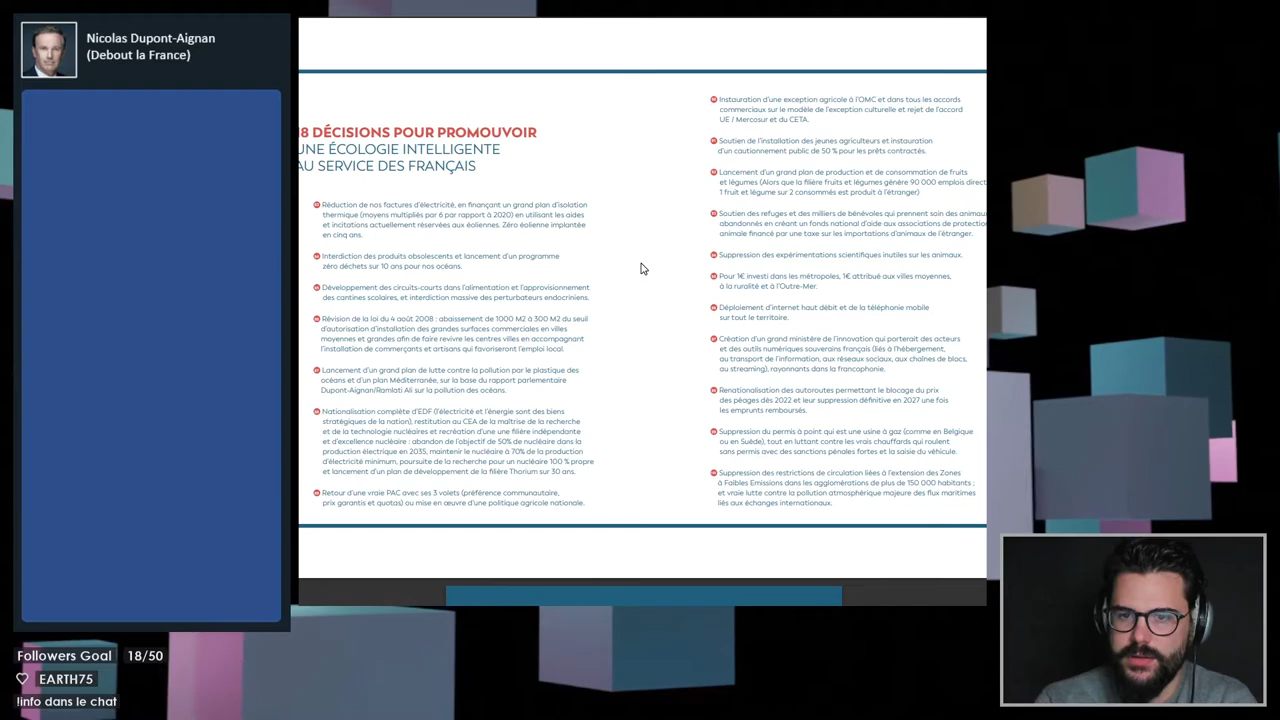 Nicolas Dupont-Aignan
(Debout la France)
18 DÉCISIONS POUR PROMOUVOIR
UNE ÉCOLOGIE INTELLIGENTE
AU SERVICE DES FRANÇAIS
Réduction de nos factures d'électricité, en finançant un grand plan d'isolation
thermique (moyens multipliés par 6 par rapport à 2020) en utilisant les aides
et incitations actuellement réservées aux éoliennes. Zéro éolienne implantée
en cinq ans.
Interdiction des produits obsolescents et lancement d'un programme
zéro déchets sur 10 ans pour nos océans.
Développement des circuits-courts dans l'alimentation et l'approvisionnement
des cantines scolaires, et interdiction massive des perturbateurs endocriniens.
Révision de la loi du 4 août 2008 : abaissement de 1000 M2 à 300 M2 du seuil
d'autorisation d'installation des grandes surfaces commerciales en villes
moyennes et grandes afin de faire revivre les centres villes en accompagnant
l'installation de commerçants et artisans qui favoriseront l'emploi local.
Lancement d'un grand plan de lutte contre la pollution par le plastique des
océans et d'un plan Méditerranée, sur la base du rapport parlementaire
Dupont-Aignan/Ramlati Ali sur la pollution des océans.
Nationalisation complète d'EDF (l'électricité et l'énergie sont des biens
stratégiques de la nation), restitution au CEA de la maîtrise de la recherche
et de la technologie nucléaires et recréation d'une filière indépendante
et d'excellence nucléaire : abandon de l'objectif de 50% de nucléaire dans la
production électrique en 2035, maintenir le nucléaire à 70% de la production
d'électricité minimum, poursuite de la recherche pour un nucléaire 100 % propre
et lancement d'un plan de développement de la filière Thorium sur 30 ans.
Retour d'une vraie PAC avec ses 3 volets (préférence communautaire,
prix garantis et quotas) ou mise en œuvre d'une politique agricole nationale.
Instauration d'une exception agricole à l'OMC et dans tous les accords
commerciaux sur le modèle de l'exception culturelle et rejet de l'accord
UE / Mercosur et du CETA.
Soutien de l'installation des jeunes agriculteurs et instauration
d'un cautionnement public de 50 % pour les prêts contractés.
Lancement d'un grand plan de production et de consommation de fruits
et légumes (Alors que la filière fruits et légumes génère 90 000 emplois direct
1 fruit et légume sur 2 consommés est produit à l'étranger)
Soutien des refuges et des milliers de bénévoles qui prennent soin des animau
abandonnés en créant un fonds national d'aide aux associations de protectio
animale financé par une taxe sur les importations d'animaux de l'étranger.
Suppression des expérimentations scientifiques inutiles sur les animaux.
Pour 1€ investi dans les métropoles, 1€ attribué aux villes moyennes,
à la ruralité et à l'Outre-Mer.
Déploiement d'internet haut débit et de la téléphonie mobile
sur tout le territoire.
Création d'un grand ministère de l'innovation qui porterait des acteurs
et des outils numériques souverains français (liés à l'hébergement,
au transport de l'information, aux réseaux sociaux, aux chaînes de blocs,
au streaming), rayonnants dans la francophonie.
Renationalisation des autoroutes permettant le blocage du prix
des péages dès 2022 et leur suppression définitive en 2027 une fois
les emprunts remboursés.
Suppression du permis à point qui est une usine à gaz (comme en Belgique
ou en Suède), tout en luttant contre les vrais chauffards qui roulent
sans permis avec des sanctions pénales fortes et la saisie du véhicule.
Suppression des restrictions de circulation liées à l'extension des Zones
à Faibles Emissions dans les agglomérations de plus de 150 000 habitants ;
et vraie lutte contre la pollution atmosphérique majeure des flux maritimes
liés aux échanges internationaux.
Followers Goal 18/50
EARTH75
!info dans le chat